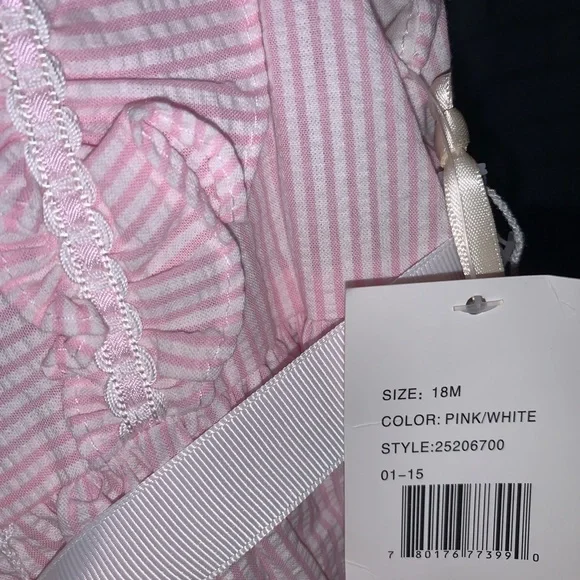 SIZE: 18M
COLOR: PINK/WHITE
STYLE:25206700
01-15
7 80176 77399 0